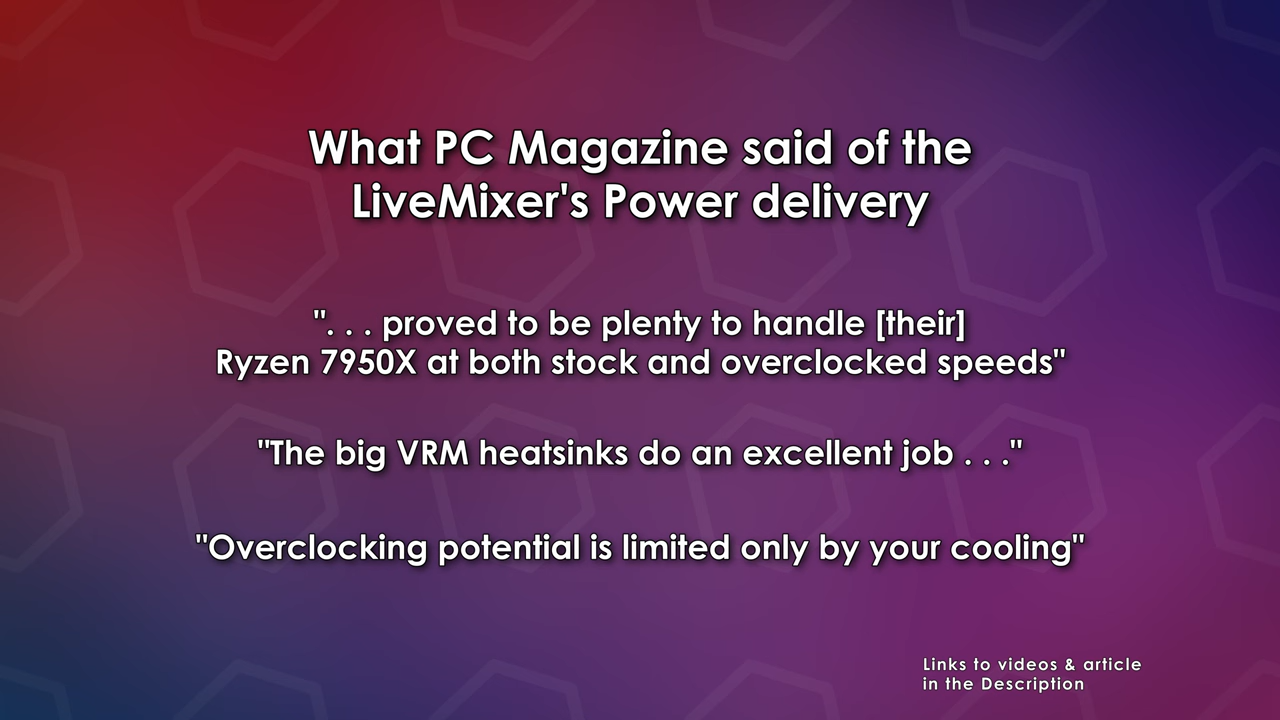 What PC Magazine said of the
LiveMixer's Power delivery
". . . proved to be plenty to handle [their]
Ryzen 7950X at both stock and overclocked speeds"
"The big VRM heatsinks do an excellent job . . ."
"Overclocking potential is limited only by your cooling"
Links to videos & article
in the Description